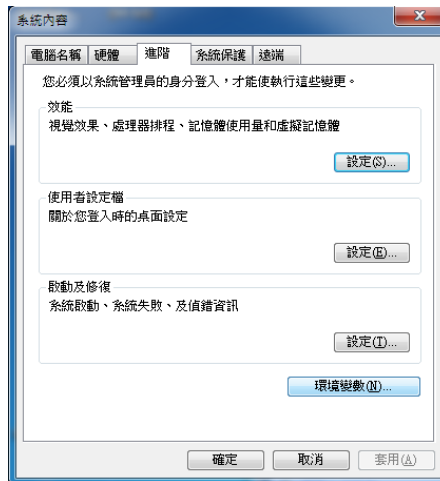 系統內容
電腦名稱 硬體 進階 系統保護 遠端
您必須以系統管理員的身分登入，才能使執行這些變更。
效能
視覺效果、處理器排程、記憶體使用量和虛擬記憶體
設定(S)...
使用者設定檔
關於您登入時的桌面設定
設定(E)...
啟動及修復
系統啟動、系統失敗、及偵錯資訊
設定(T)...
環境變數(N)...
確定 取消 套用(A)